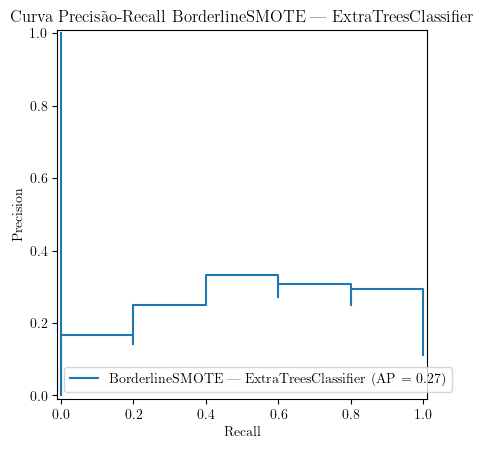 Curva Precisão-Recall BorderlineSMOTE — ExtraTreesClassifier
1.0
0.8
0.6
0.4
0.2
0.0
Precision
BorderlineSMOTE — ExtraTreesClassifier (AP = 0.27)
0.0 0.2 0.4 0.6 0.8 1.0
Recall